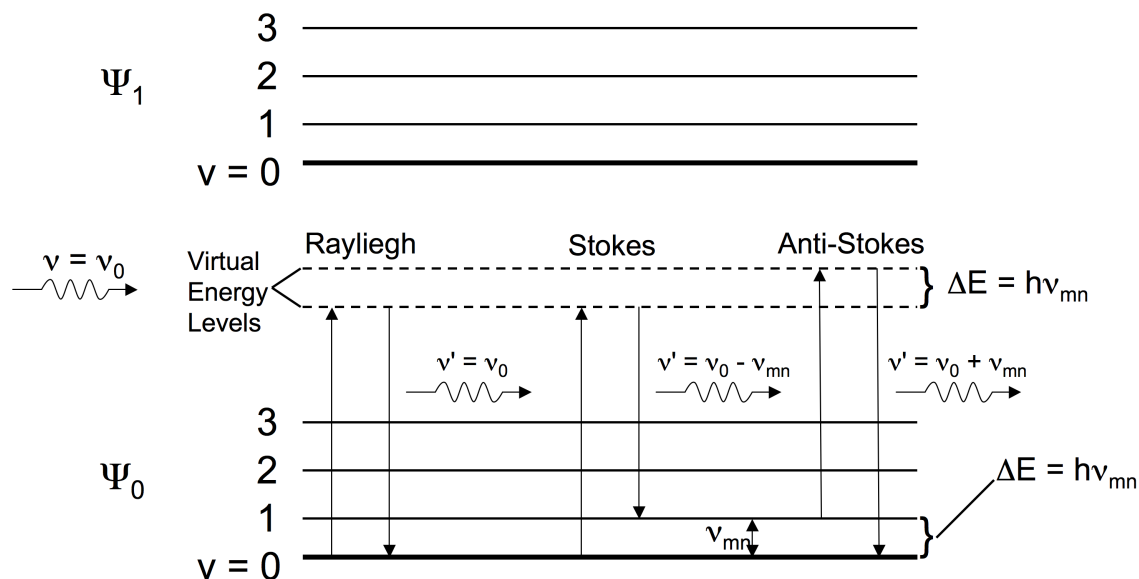 3
2
Ψ₁
1
v = 0
Rayliegh
Stokes
Anti-Stokes
ν = ν₀
Virtual
Energy
Levels
} ΔE = hνₘₙ
ν' = ν₀
ν' = ν₀ - νₘₙ
ν' = ν₀ + νₘₙ
3
2
Ψ₀
ΔE = hνₘₙ
1
νₘₙ
v = 0